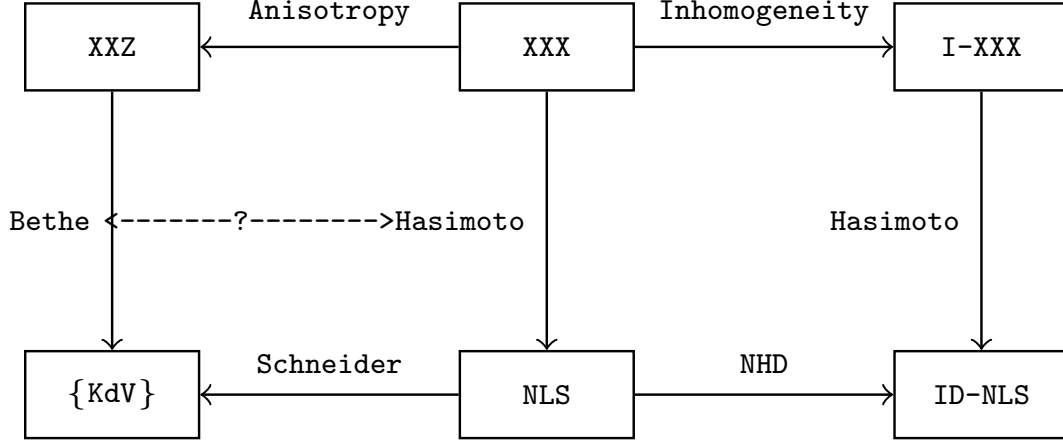 Anisotropy
Inhomogeneity
XXZ
XXX
I-XXX
Bethe <-------?-------->Hasimoto
Hasimoto
Schneider
NHD
{KdV}
NLS
ID-NLS